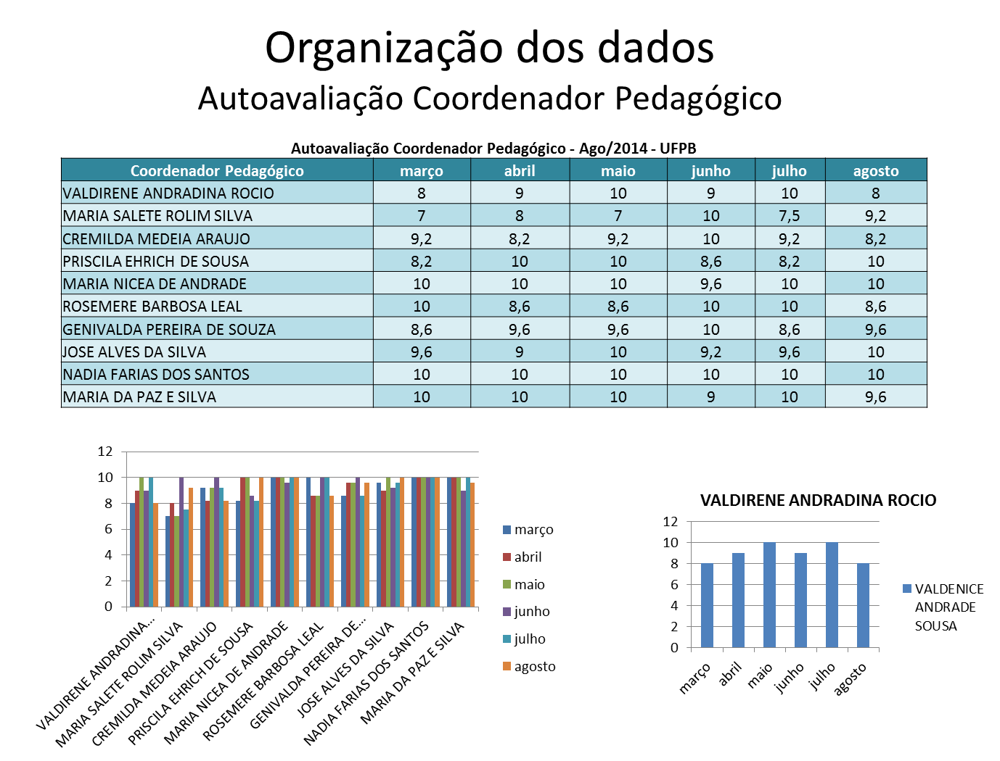 Organização dos dados
Autoavaliação Coordenador Pedagógico
Autoavaliação Coordenador Pedagógico - Ago/2014 - UFPB
Coordenador Pedagógico março abril maio junho julho agosto
VALDIRENE ANDRADINA ROCIO 8 9 10 9 10 8
MARIA SALETE ROLIM SILVA 7 8 7 10 7,5 9,2
CREMILDA MEDEIA ARAUJO 9,2 8,2 9,2 10 9,2 8,2
PRISCILA EHRICH DE SOUSA 8,2 10 10 8,6 8,2 10
MARIA NICEA DE ANDRADE 10 10 10 9,6 10 10
ROSEMERE BARBOSA LEAL 10 8,6 8,6 10 10 8,6
GENIVALDA PEREIRA DE SOUZA 8,6 9,6 9,6 10 8,6 9,6
JOSE ALVES DA SILVA 9,6 9 10 9,2 9,6 10
NADIA FARIAS DOS SANTOS 10 10 10 10 10 10
MARIA DA PAZ E SILVA 10 10 10 9 10 9,6
12
10
8
6
4
2
0
VALDIRENE ANDRADINA...
MARIA SALETE ROLIM SILVA
CREMILDA MEDEIA ARAUJO
PRISCILA EHRICH DE SOUSA
MARIA NICEA DE ANDRADE
ROSEMERE BARBOSA LEAL
GENIVALDA PEREIRA DE...
JOSE ALVES DA SILVA
NADIA FARIAS DOS SANTOS
MARIA DA PAZ E SILVA
março
abril
maio
junho
julho
agosto
VALDIRENE ANDRADINA ROCIO
12
10
8
6
4
2
0
março
abril
maio
junho
julho
agosto
VALDENICE
ANDRADE
SOUSA